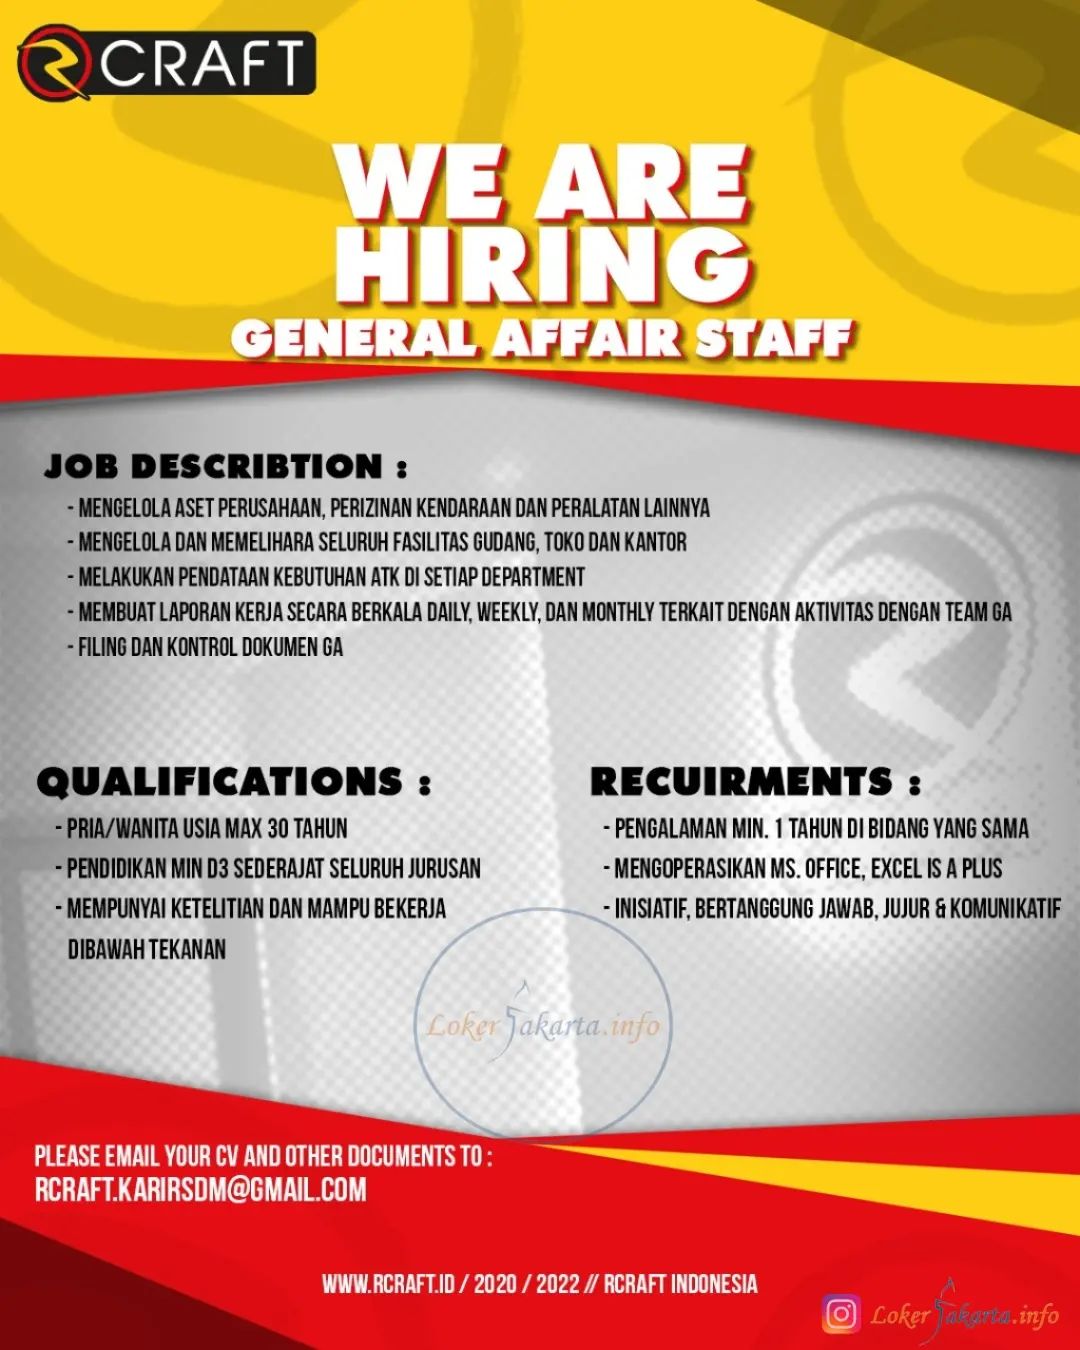 RCRAFT
WE ARE
HIRING
GENERAL AFFAIR STAFF
JOB DESCRIBTION :
- MENGELOLA ASET PERUSAHAAN, PERIZINAN KENDARAAN DAN PERALATAN LAINNYA
- MENGELOLA DAN MEMELIHARA SELURUH FASILITAS GUDANG, TOKO DAN KANTOR
- MELAKUKAN PENDATAAN KEBUTUHAN ATK DI SETIAP DEPARTMENT
- MEMBUAT LAPORAN KERJA SECARA BERKALA DAILY, WEEKLY, DAN MONTHLY TERKAIT DENGAN AKTIVITAS DENGAN TEAM GA
- FILING DAN KONTROL DOKUMEN GA
QUALIFICATIONS :
- PRIA/WANITA USIA MAX 30 TAHUN
- PENDIDIKAN MIN D3 SEDERAJAT SELURUH JURUSAN
- MEMPUNYAI KETELITIAN DAN MAMPU BEKERJA
DIBAWAH TEKANAN
RECUIRMENTS :
- PENGALAMAN MIN. 1 TAHUN DI BIDANG YANG SAMA
- MENGOPERASIKAN MS. OFFICE, EXCEL IS A PLUS
- INISIATIF, BERTANGGUNG JAWAB, JUJUR & KOMUNIKATIF
Loker Jakarta.info
PLEASE EMAIL YOUR CV AND OTHER DOCUMENTS TO :
RCRAFT.KARIRSDM@GMAIL.COM
WWW.RCRAFT.ID / 2020 / 2022 // RCRAFT INDONESIA
Loker Jakarta.info